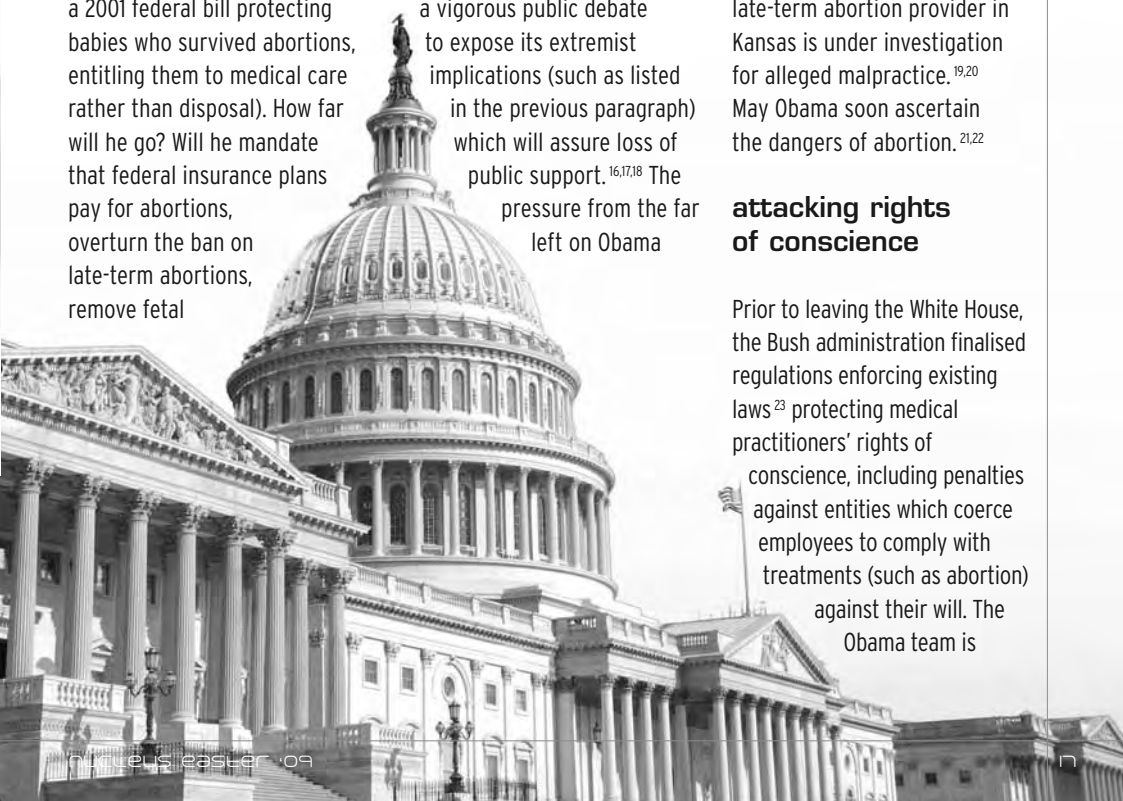 a 2001 federal bill protecting
babies who survived abortions,
entitling them to medical care
rather than disposal). How far
will he go? Will he mandate
that federal insurance plans
pay for abortions,
overturn the ban on
late-term abortions,
remove fetal
a vigorous public debate
to expose its extremist
implications (such as listed
in the previous paragraph)
which will assure loss of
public support. 16,17,18 The
pressure from the far
left on Obama
late-term abortion provider in
Kansas is under investigation
for alleged malpractice. 19,20
May Obama soon ascertain
the dangers of abortion. 21,22
attacking rights
of conscience
Prior to leaving the White House,
the Bush administration finalised
regulations enforcing existing
laws 23 protecting medical
practitioners' rights of
conscience, including penalties
against entities which coerce
employees to comply with
treatments (such as abortion)
against their will. The
Obama team is
nucleus easter '09
17